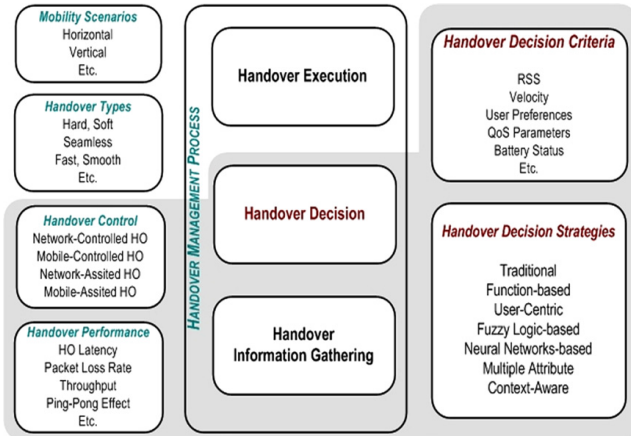 Mobility Scenarios
Horizontal
Vertical
Etc.
Handover Types
Hard, Soft
Seamless
Fast, Smooth
Etc.
Handover Control
Network-Controlled HO
Mobile-Controlled HO
Network-Assited HO
Mobile-Assited HO
Handover Performance
HO Latency
Packet Loss Rate
Throughput
Ping-Pong Effect
Etc.
HANDOVER MANAGEMENT PROCESS
Handover Execution
Handover Decision
Handover
Information Gathering
Handover Decision Criteria
RSS
Velocity
User Preferences
QoS Parameters
Battery Status
Etc.
Handover Decision Strategies
Traditional
Function-based
User-Centric
Fuzzy Logic-based
Neural Networks-based
Multiple Attribute
Context-Aware